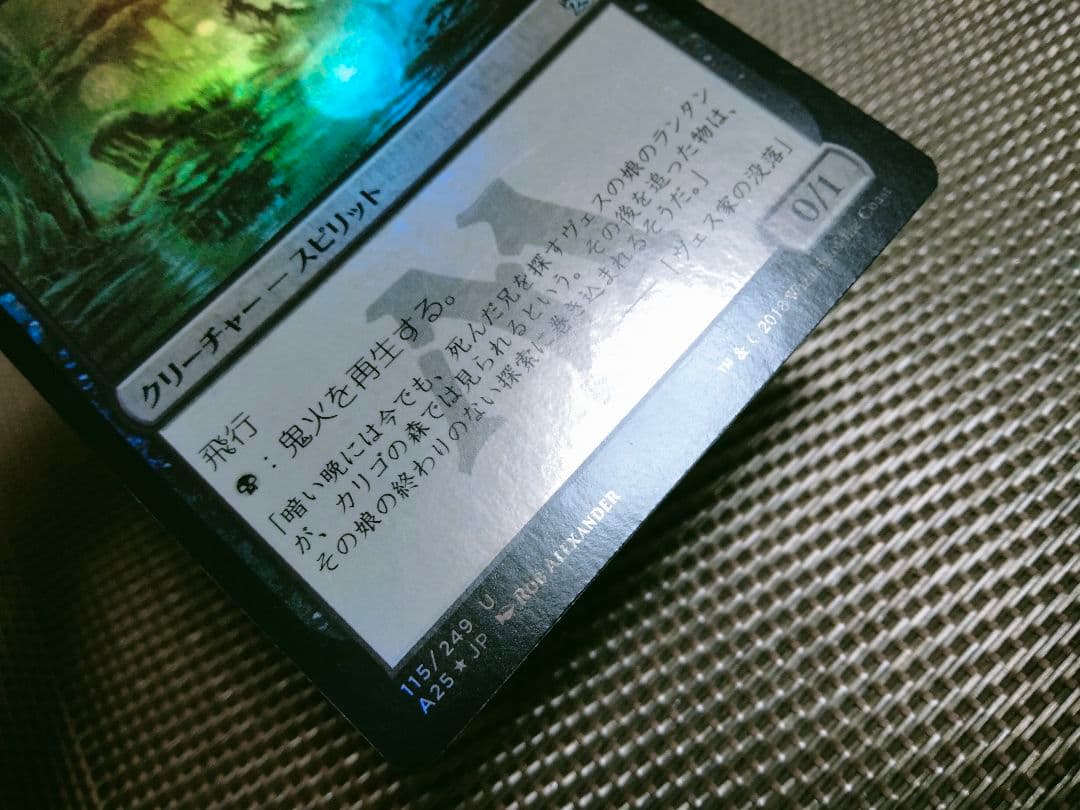 クリーチャー ― スピリット
飛行
：鬼火を再生する。
「暗い晩には今でも、死んだ兄を探すヴェスの娘のランタン
が、カリゴの森では見られるという。その後を追った物は、
その娘の終わりのない探索に巻き込まれるそうだ。」
「ヴェス家の没落」
0/1
115/249 U
A25★JP ROB ALEXANDER
™ & © 2018 Wizards of the Coast